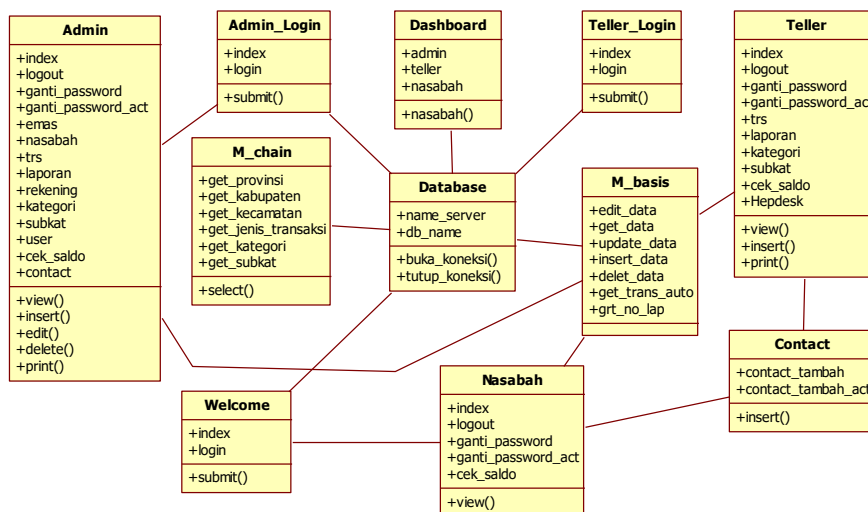 Admin
+index
+logout
+ganti_password
+ganti_password_act
+emas
+nasabah
+trs
+laporan
+rekening
+kategori
+subkat
+user
+cek_saldo
+contact
+view()
+insert()
+edit()
+delete()
+print()
Admin_Login
+index
+login
+submit()
Dashboard
+admin
+teller
+nasabah
+nasabah()
Teller_Login
+index
+login
+submit()
Teller
+index
+logout
+ganti_password
+ganti_password_act
+trs
+laporan
+kategori
+subkat
+cek_saldo
+Hepdesk
+view()
+insert()
+print()
M_chain
+get_provinsi
+get_kabupaten
+get_kecamatan
+get_jenis_transaksi
+get_kategori
+get_subkat
+select()
Database
+name_server
+db_name
+buka_koneksi()
+tutup_koneksi()
M_basis
+edit_data
+get_data
+update_data
+insert_data
+delet_data
+get_trans_auto
+grt_no_lap
Welcome
+index
+login
+submit()
Nasabah
+index
+logout
+ganti_password
+ganti_password_act
+cek_saldo
+view()
Contact
+contact_tambah
+contact_tambah_act
+insert()